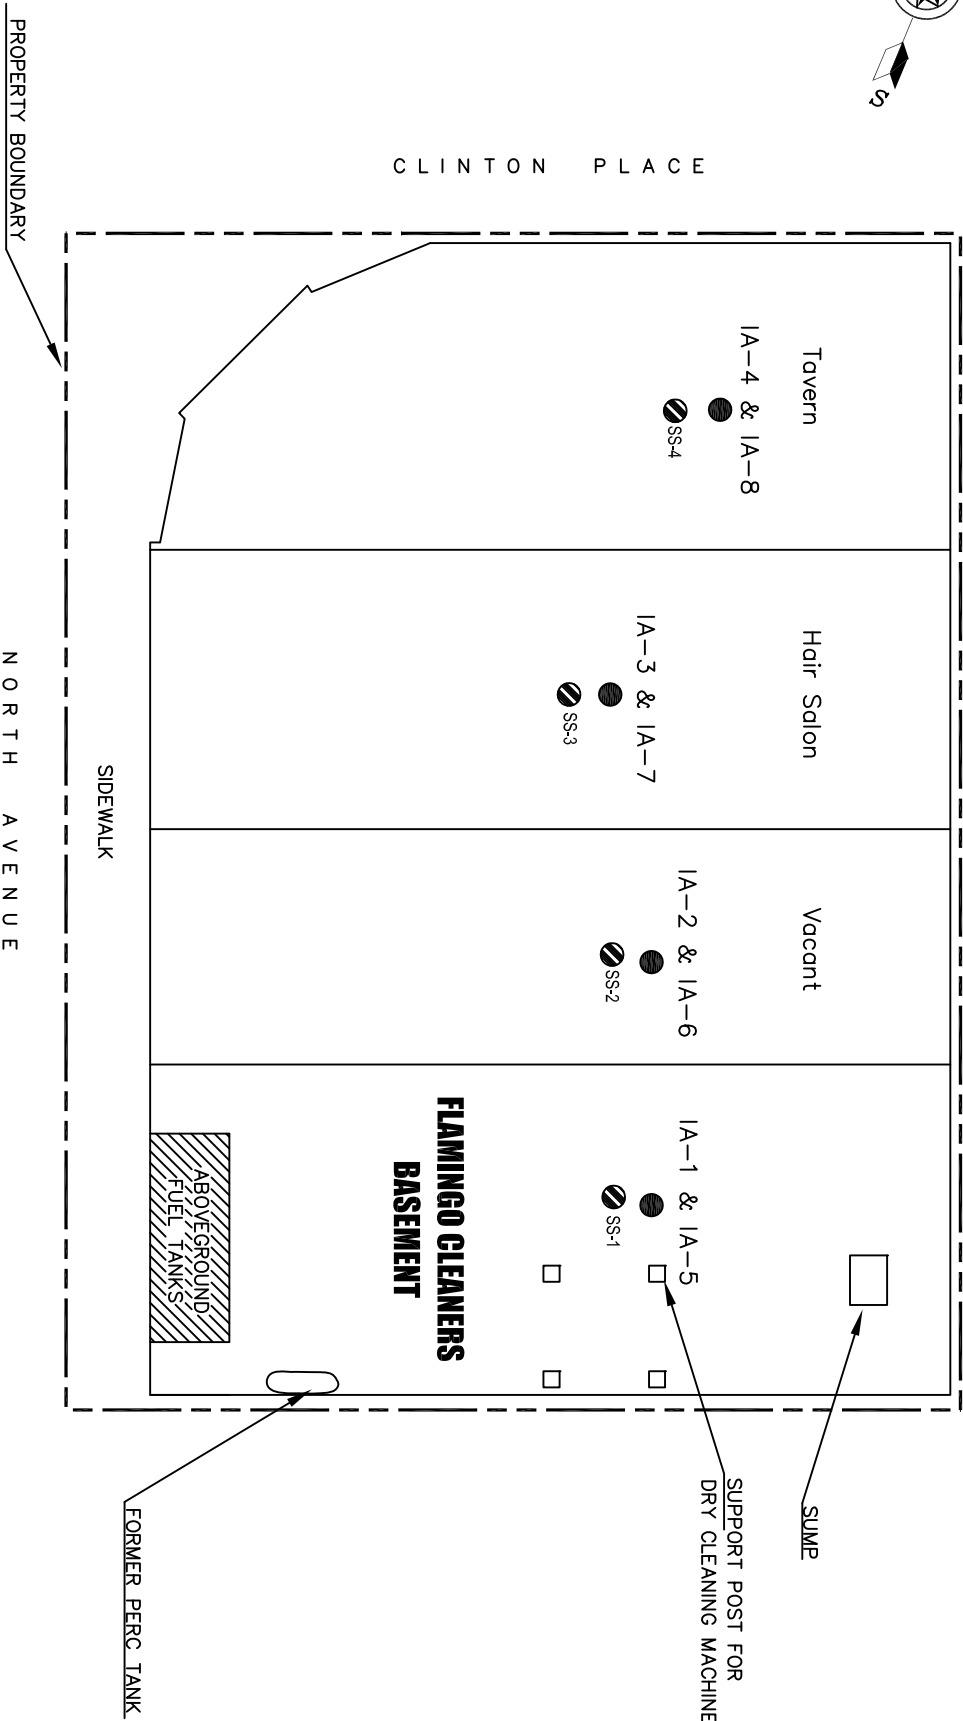 S
CLINTON PLACE
PROPERTY BOUNDARY
Tavern
IA-4 & IA-8
SS-4
Hair Salon
IA-3 & IA-7
SS-3
Vacant
IA-2 & IA-6
SS-2
IA-1 & IA-5
SS-1
FLAMINGO CLEANERS
BASEMENT
ABOVEGROUND
FUEL TANKS
SUMP
SUPPORT POST FOR
DRY CLEANING MACHINE
FORMER PERC TANK
SIDEWALK
NORTH AVENUE